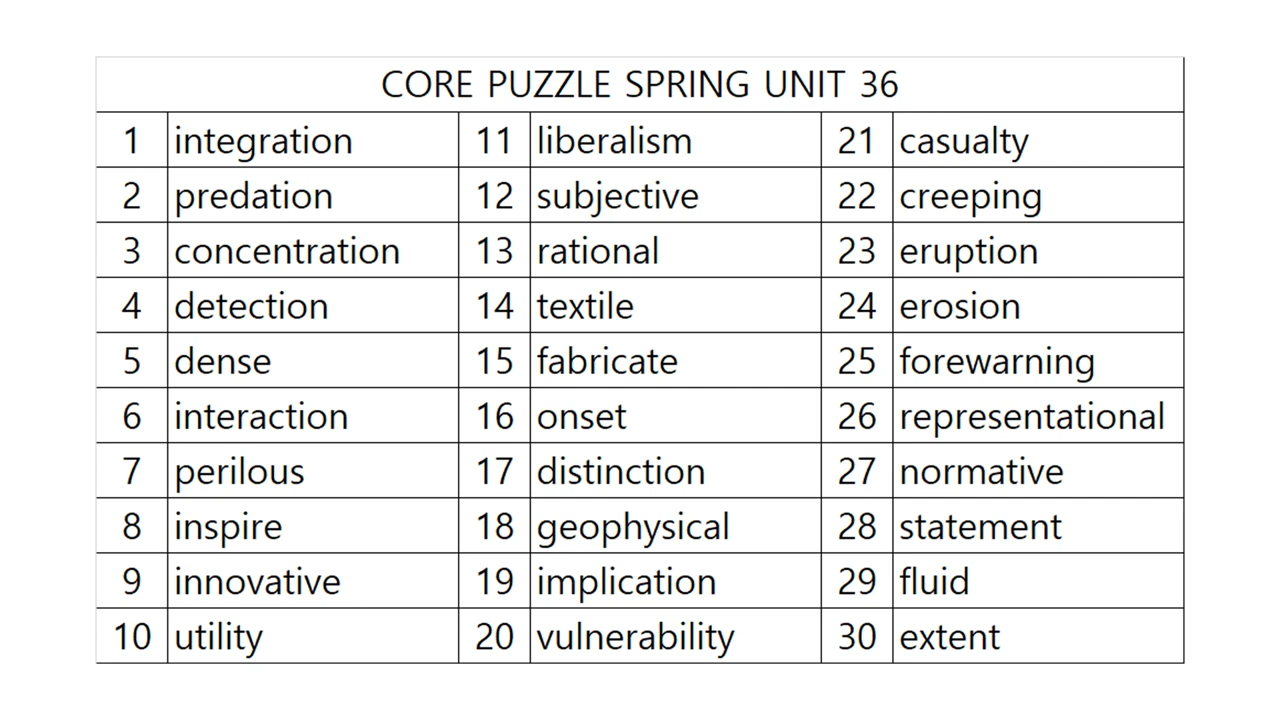 CORE PUZZLE SPRING UNIT 36
1 integration 11 liberalism 21 casualty
2 predation 12 subjective 22 creeping
3 concentration 13 rational 23 eruption
4 detection 14 textile 24 erosion
5 dense 15 fabricate 25 forewarning
6 interaction 16 onset 26 representational
7 perilous 17 distinction 27 normative
8 inspire 18 geophysical 28 statement
9 innovative 19 implication 29 fluid
10 utility 20 vulnerability 30 extent